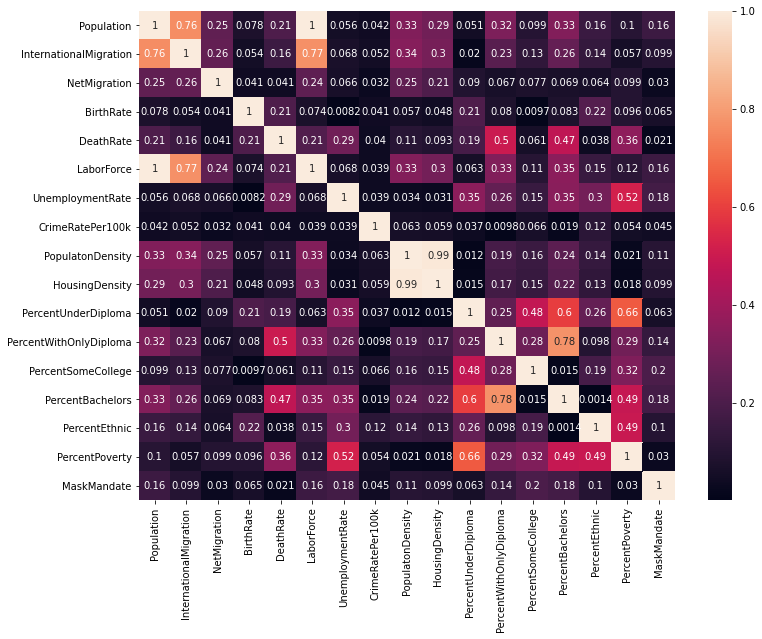 Population 1 0.76 0.25 0.078 0.21 1 0.056 0.042 0.33 0.29 0.051 0.32 0.099 0.33 0.16 0.1 0.16
InternationalMigration 0.76 1 0.26 0.054 0.16 0.77 0.068 0.052 0.34 0.3 0.02 0.23 0.13 0.26 0.14 0.057 0.099
NetMigration 0.25 0.26 1 0.041 0.041 0.24 0.066 0.032 0.25 0.21 0.09 0.067 0.077 0.069 0.064 0.099 0.03
BirthRate 0.078 0.054 0.041 1 0.21 0.074 0.0082 0.041 0.057 0.048 0.21 0.08 0.0097 0.083 0.22 0.096 0.065
DeathRate 0.21 0.16 0.041 0.21 1 0.21 0.29 0.04 0.11 0.093 0.19 0.5 0.061 0.47 0.038 0.36 0.021
LaborForce 1 0.77 0.24 0.074 0.21 1 0.068 0.039 0.33 0.3 0.063 0.33 0.11 0.35 0.15 0.12 0.16
UnemploymentRate 0.056 0.068 0.066 0.0082 0.29 0.068 1 0.039 0.034 0.031 0.35 0.26 0.15 0.35 0.3 0.52 0.18
CrimeRatePer100k 0.042 0.052 0.032 0.041 0.04 0.039 0.039 1 0.063 0.059 0.037 0.0098 0.066 0.019 0.12 0.054 0.045
PopulatonDensity 0.33 0.34 0.25 0.057 0.11 0.33 0.034 0.063 1 0.99 0.012 0.19 0.16 0.24 0.14 0.021 0.11
HousingDensity 0.29 0.3 0.21 0.048 0.093 0.3 0.031 0.059 0.99 1 0.015 0.17 0.15 0.22 0.13 0.018 0.099
PercentUnderDiploma 0.051 0.02 0.09 0.21 0.19 0.063 0.35 0.037 0.012 0.015 1 0.25 0.48 0.6 0.26 0.66 0.063
PercentWithOnlyDiploma 0.32 0.23 0.067 0.08 0.5 0.33 0.26 0.0098 0.19 0.17 0.25 1 0.28 0.78 0.098 0.29 0.14
PercentSomeCollege 0.099 0.13 0.077 0.0097 0.061 0.11 0.15 0.066 0.16 0.15 0.48 0.28 1 0.015 0.19 0.32 0.2
PercentBachelors 0.33 0.26 0.069 0.083 0.47 0.35 0.35 0.019 0.24 0.22 0.6 0.78 0.015 1 0.0014 0.49 0.18
PercentEthnic 0.16 0.14 0.064 0.22 0.038 0.15 0.3 0.12 0.14 0.13 0.26 0.098 0.19 0.0014 1 0.49 0.1
PercentPoverty 0.1 0.057 0.099 0.096 0.36 0.12 0.52 0.054 0.021 0.018 0.66 0.29 0.32 0.49 0.49 1 0.03
MaskMandate 0.16 0.099 0.03 0.065 0.021 0.16 0.18 0.045 0.11 0.099 0.063 0.14 0.2 0.18 0.1 0.03 1
Population
InternationalMigration
NetMigration
BirthRate
DeathRate
LaborForce
UnemploymentRate
CrimeRatePer100k
PopulatonDensity
HousingDensity
PercentUnderDiploma
PercentWithOnlyDiploma
PercentSomeCollege
PercentBachelors
PercentEthnic
PercentPoverty
MaskMandate
1.0
0.8
0.6
0.4
0.2